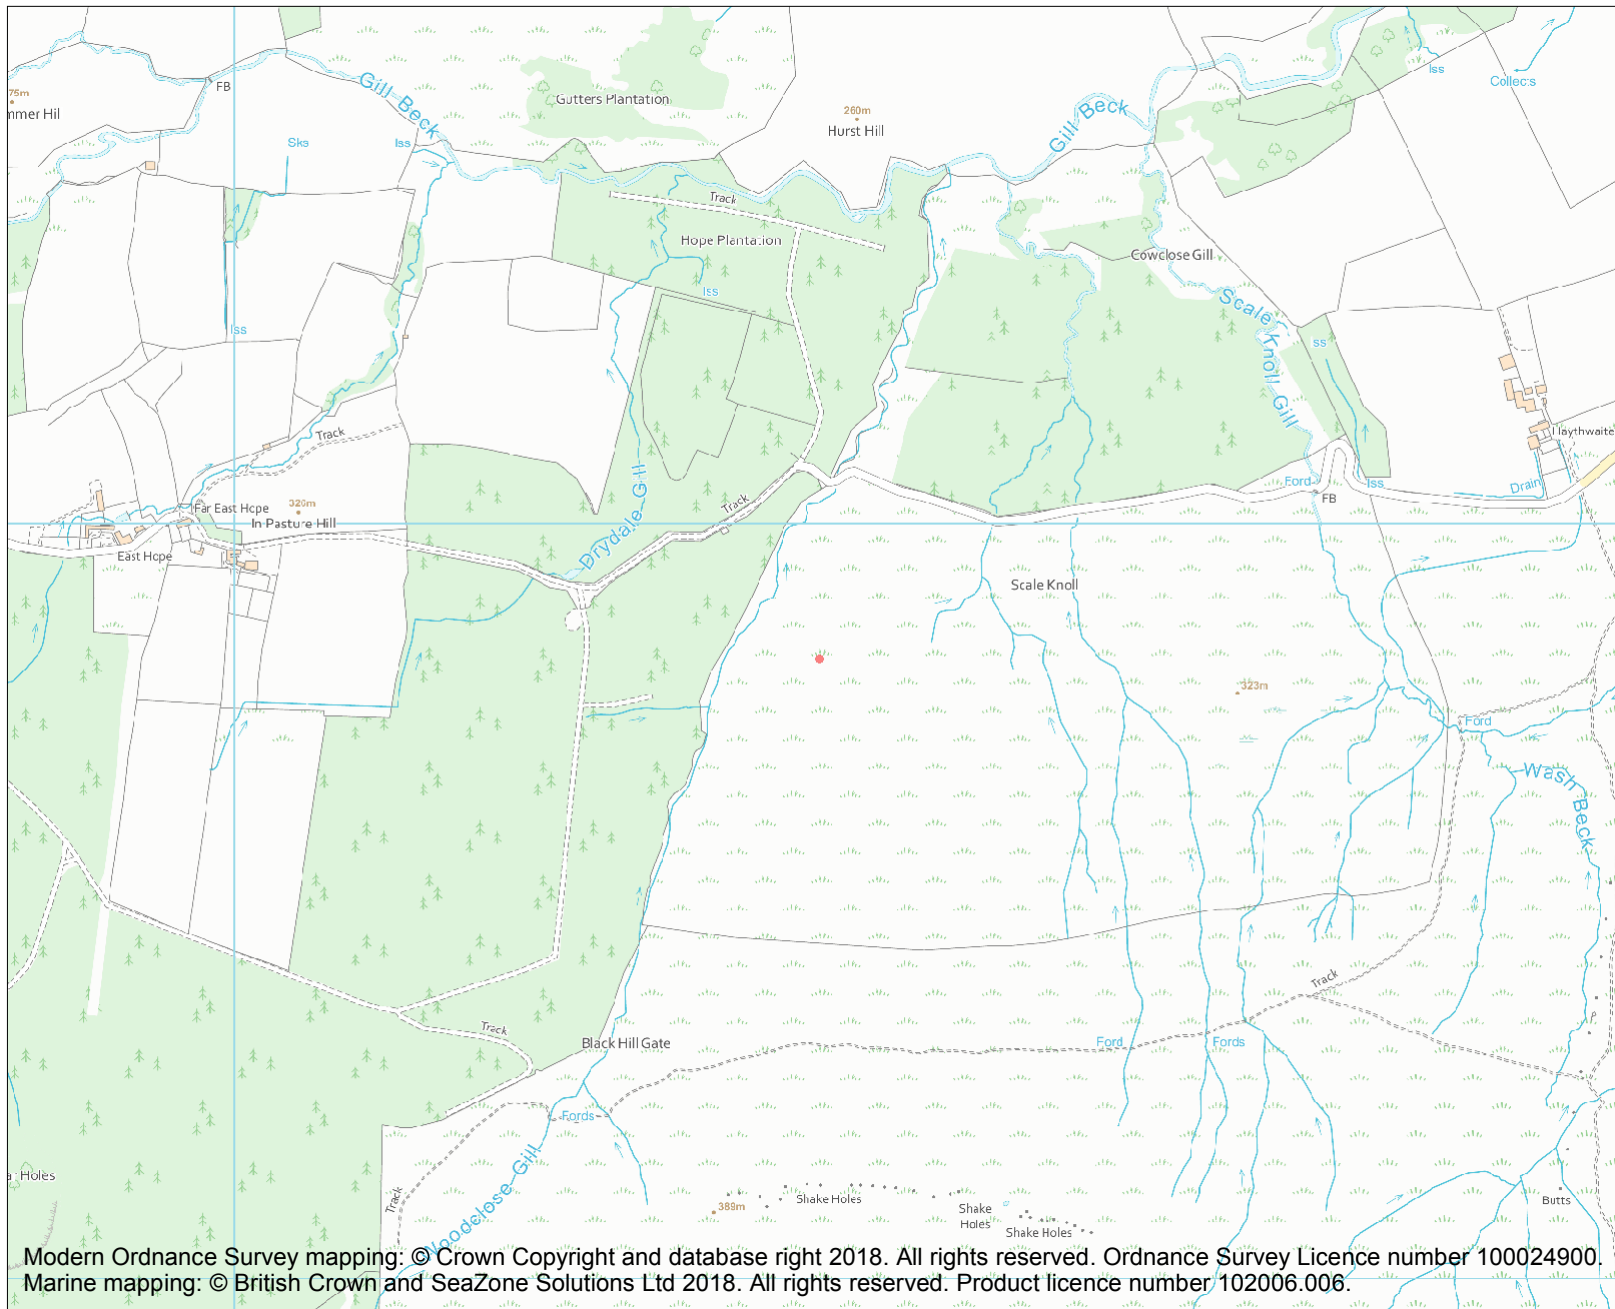 Iss
Collects
75m
FB
Gill Beck
Gutters Plantation
260m
Hurst Hill
Gill Beck
mmer Hil
Sks
Iss
Track
Hope Plantation
Cowclose Gill
Iss
Iss
Scale Knoll Gill
Iss
Track
Haythwaite
Ford
FB
Iss
Drain
Track
Far East Hope
326m
In Pasture Hill
East Hope
Drydale Gill
Scale Knoll
323m
Ford
Wash Beck
Track
Track
Black Hill Gate
Ford
Fords
Fords
Woodclose Gill
Track
Holes
389m
Shake Holes
Shake
Holes
Shake Holes
Butts
Modern Ordnance Survey mapping: © Crown Copyright and database right 2018. All rights reserved. Ordnance Survey Licence number 100024900.
Marine mapping: © British Crown and SeaZone Solutions Ltd 2018. All rights reserved. Product licence number 102006.006.